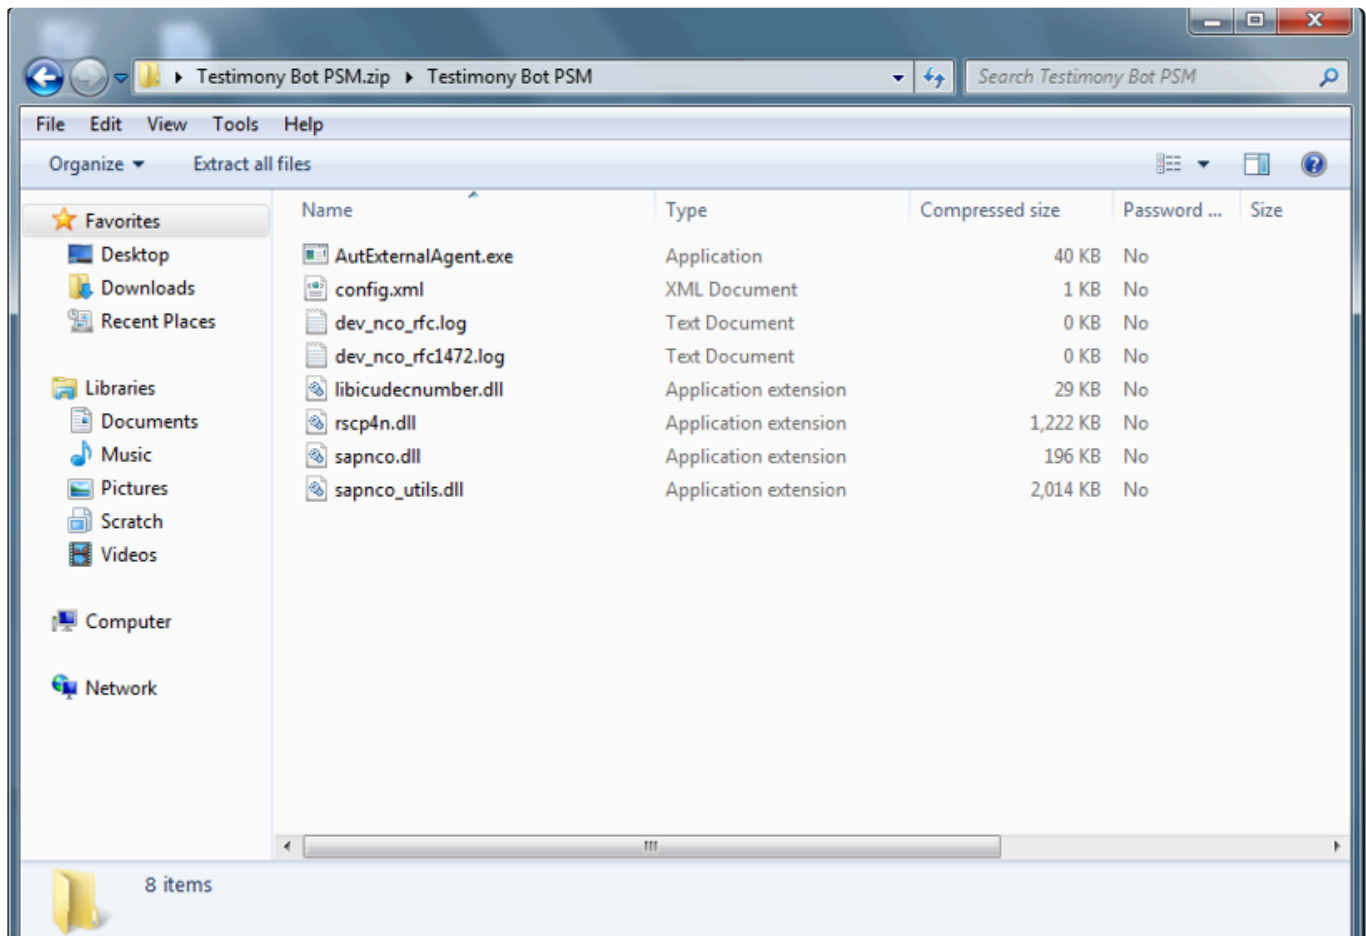 Testimony Bot PSM.zip Testimony Bot PSM Search Testimony Bot PSM
File Edit View Tools Help
Organize Extract all files
Favorites
Desktop
Downloads
Recent Places
Libraries
Documents
Music
Pictures
Scratch
Videos
Computer
Network
Name Type Compressed size Password ... Size
AutExternalAgent.exe Application 40 KB No
config.xml XML Document 1 KB No
dev_nco_rfc.log Text Document 0 KB No
dev_nco_rfc1472.log Text Document 0 KB No
libicudecnumber.dll Application extension 29 KB No
rscp4n.dll Application extension 1,222 KB No
sapnco.dll Application extension 196 KB No
sapnco_utils.dll Application extension 2,014 KB No
8 items